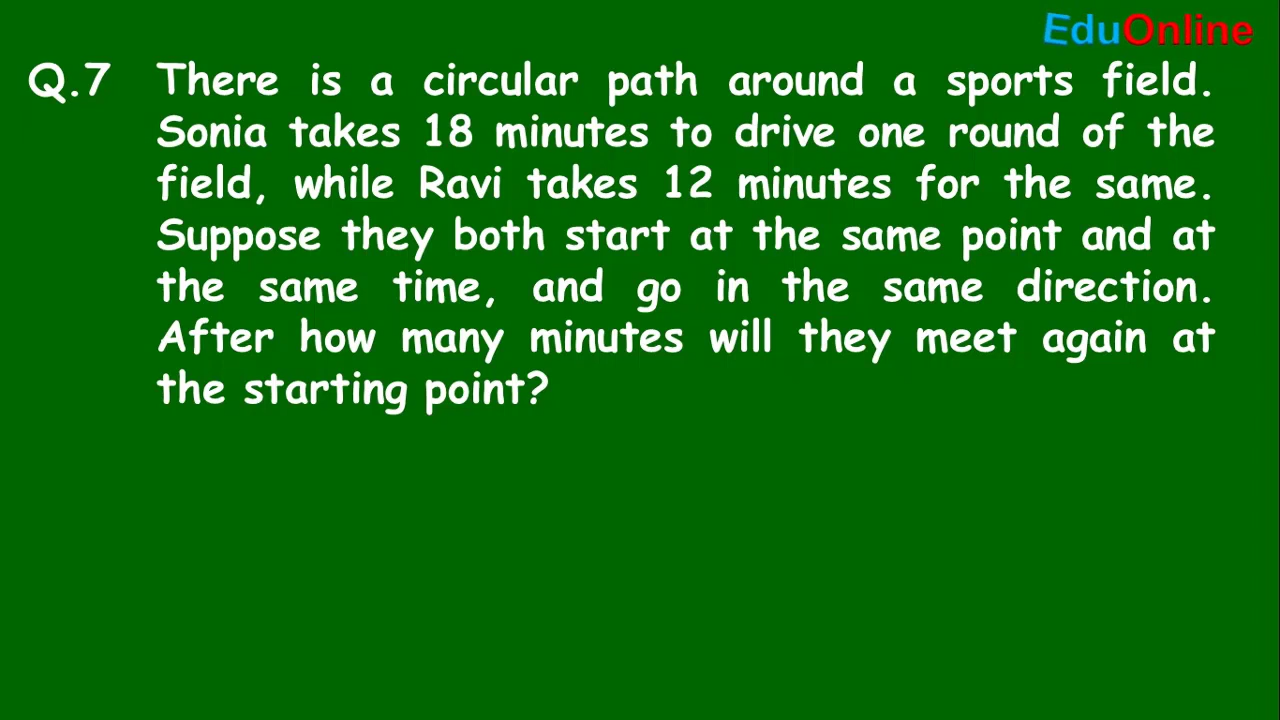 EduOnline
Q.7 There is a circular path around a sports field.
Sonia takes 18 minutes to drive one round of the
field, while Ravi takes 12 minutes for the same.
Suppose they both start at the same point and at
the same time, and go in the same direction.
After how many minutes will they meet again at
the starting point?